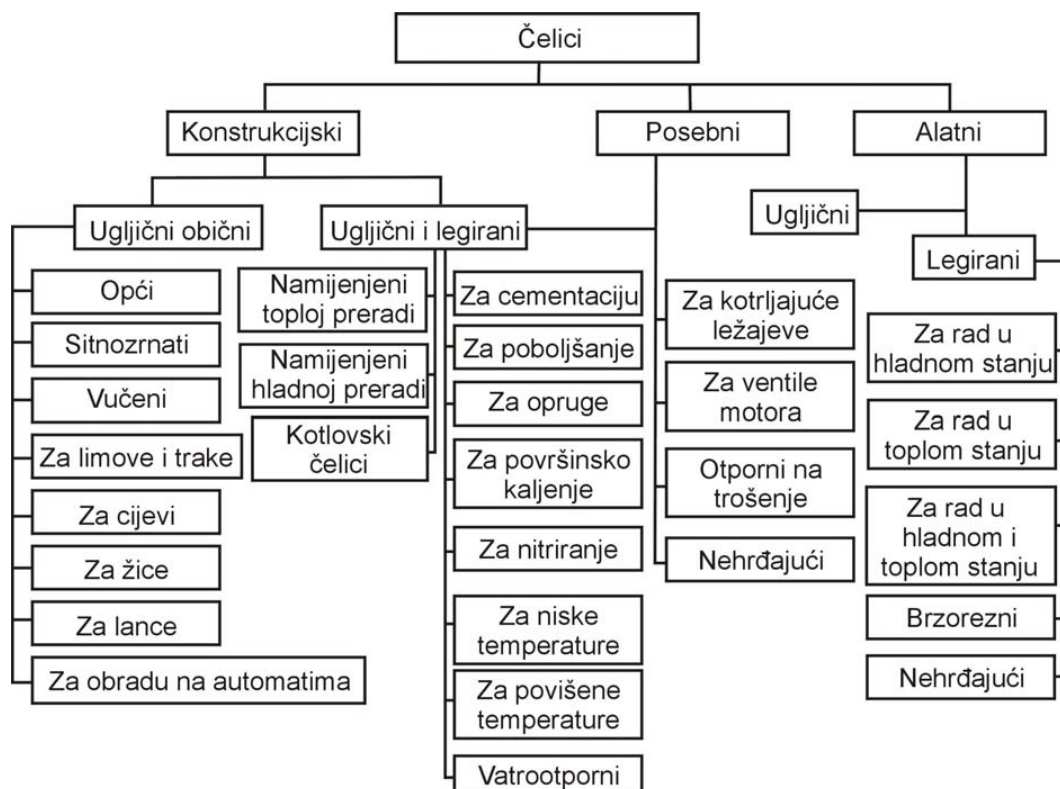 Čelici
Konstrukcijski
Posebni
Alatni
Ugljični obični
Ugljični i legirani
Ugljični
Legirani
Opći
Sitnozrnati
Vučeni
Za limove i trake
Za cijevi
Za žice
Za lance
Za obradu na automatima
Namijenjeni
toploj preradi
Namijenjeni
hladnoj preradi
Kotlovski
čelici
Za cementaciju
Za poboljšanje
Za opruge
Za površinsko
kaljenje
Za nitriranje
Za niske
temperature
Za povišene
temperature
Vatrootporni
Za kotrljajuće
ležajeve
Za ventile
motora
Otporni na
trošenje
Nehrđajući
Za rad u
hladnom stanju
Za rad u
toplom stanju
Za rad u
hladnom i
toplom stanju
Brzorezni
Nehrđajući